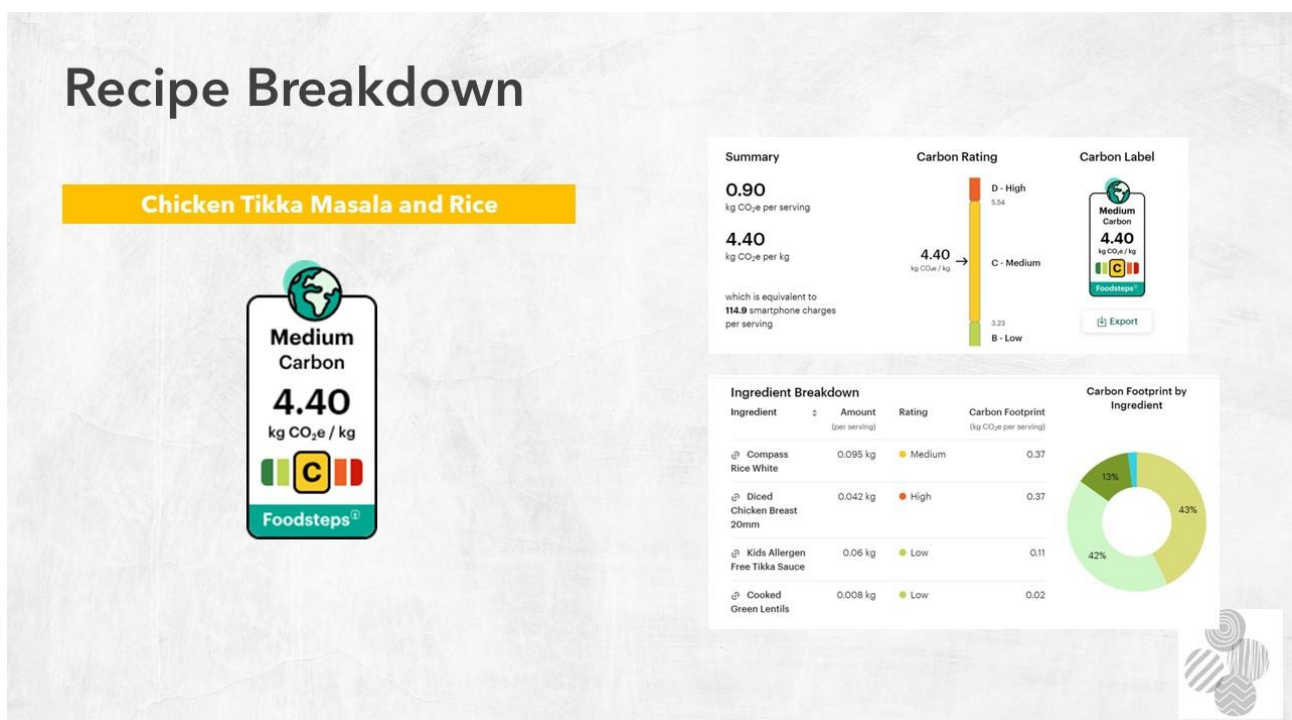 Recipe Breakdown
Chicken Tikka Masala and Rice
Medium
Carbon
4.40
kg CO₂e / kg
C
Foodsteps
Summary
0.90
kg CO₂e per serving
4.40
kg CO₂e per kg
which is equivalent to
114.9 smartphone charges
per serving
Carbon Rating
D - High
5.54
4.40
kg CO₂e / kg
C - Medium
3.23
B - Low
Carbon Label
Medium
Carbon
4.40
kg CO₂e / kg
C
Foodsteps
Export
Ingredient Breakdown
Ingredient Amount Rating Carbon Footprint
(per serving) (kg CO₂e per serving)
Compass 0.095 kg Medium 0.37
Rice White
Diced 0.042 kg High 0.37
Chicken Breast
20mm
Kids Allergen 0.06 kg Low 0.11
Free Tikka Sauce
Cooked 0.008 kg Low 0.02
Green Lentils
Carbon Footprint by
Ingredient
13%
43%
42%